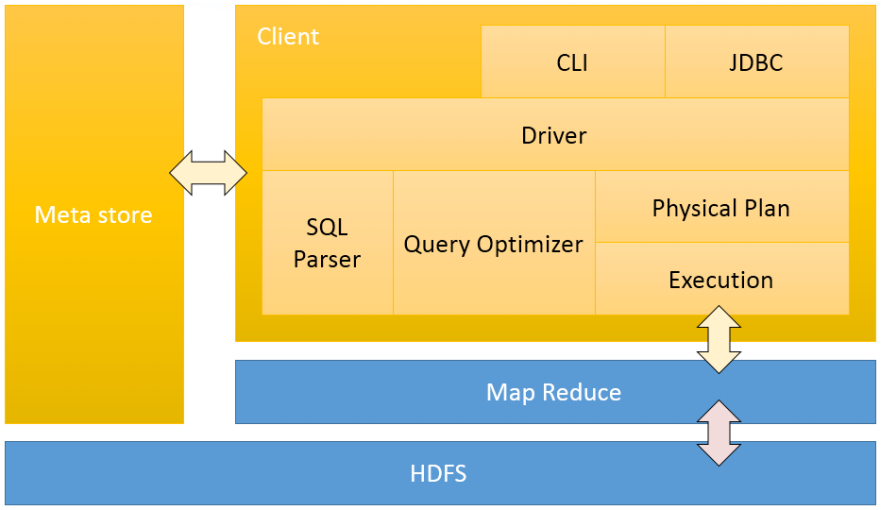 Client
CLI
JDBC
Driver
Meta store
SQL
Parser
Query Optimizer
Physical Plan
Execution
Map Reduce
HDFS